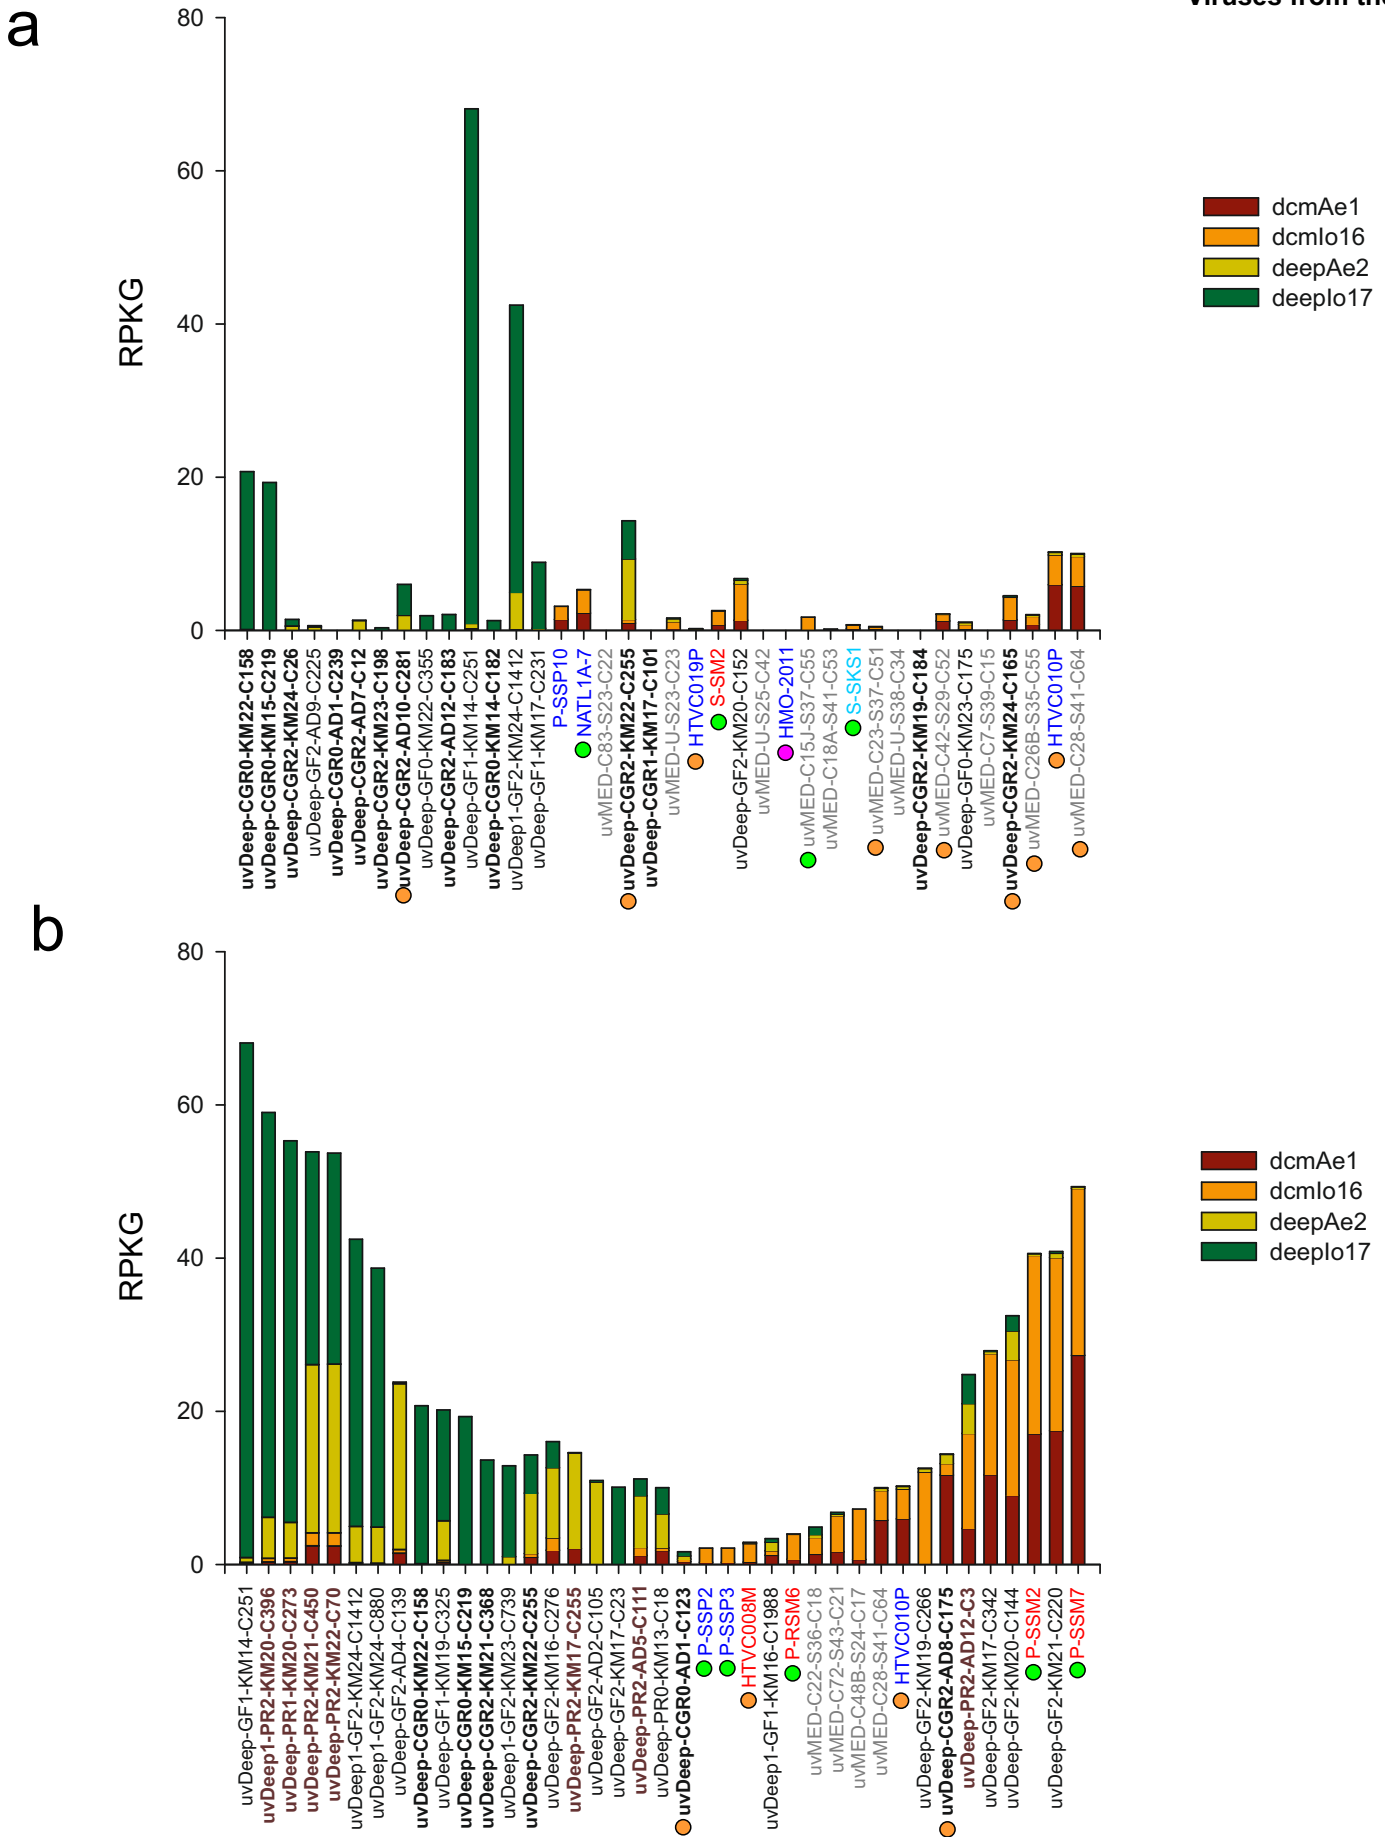 Viruses from the
a
80
60
40
20
0
RPKG
dcmAe1
dcmIo16
deepAe2
deepIo17
uvDeep-CGR0-KM22-C158
uvDeep-CGR0-KM15-C219
uvDeep-CGR2-KM24-C26
uvDeep-GF2-AD9-C225
uvDeep-CGR0-AD1-C239
uvDeep-CGR2-AD7-C12
uvDeep-CGR2-KM23-C198
uvDeep-CGR2-AD10-C281
uvDeep-GF0-KM22-C355
uvDeep-CGR2-AD12-C183
uvDeep-GF1-KM14-C251
uvDeep-CGR0-KM14-C182
uvDeep1-GF2-KM24-C1412
uvDeep-GF1-KM17-C231
P-SSP10
NATL1A-7
uvMED-C83-S23-C22
uvDeep-CGR2-KM22-C255
uvDeep-CGR1-KM17-C101
uvMED-U-S23-C23
HTVC019P
S-SM2
uvDeep-GF2-KM20-C152
uvMED-U-S25-C42
HMO-2011
uvMED-C15J-S37-C55
uvMED-C18A-S41-C53
S-SKS1
uvMED-C23-S37-C51
uvMED-U-S38-C34
uvDeep-CGR2-KM19-C184
uvMED-C42-S29-C52
uvDeep-GF0-KM23-C175
uvMED-C7-S39-C15
uvDeep-CGR2-KM24-C165
uvMED-C26B-S35-C55
HTVC010P
uvMED-C28-S41-C64
b
80
60
40
20
0
RPKG
dcmAe1
dcmIo16
deepAe2
deepIo17
uvDeep-GF1-KM14-C251
uvDeep1-PR2-KM20-C396
uvDeep-PR1-KM20-C273
uvDeep-PR2-KM21-C450
uvDeep-PR2-KM22-C70
uvDeep1-GF2-KM24-C1412
uvDeep1-GF2-KM24-C880
uvDeep-GF2-AD4-C139
uvDeep-CGR0-KM22-C158
uvDeep-GF1-KM19-C325
uvDeep-CGR0-KM15-C219
uvDeep-CGR2-KM21-C368
uvDeep1-GF2-KM23-C739
uvDeep-CGR2-KM22-C255
uvDeep-GF2-KM16-C276
uvDeep-PR2-KM17-C255
uvDeep-GF2-AD2-C105
uvDeep-GF2-KM17-C23
uvDeep-PR2-AD5-C111
uvDeep-PR0-KM13-C18
uvDeep-CGR0-AD1-C123
P-SSP2
P-SSP3
HTVC008M
uvDeep1-GF1-KM16-C1988
P-RSM6
uvMED-C22-S36-C18
uvMED-C72-S43-C21
uvMED-C48B-S24-C17
uvMED-C28-S41-C64
HTVC010P
uvDeep-GF2-KM19-C266
uvDeep-CGR2-AD8-C175
uvDeep-PR2-AD12-C3
uvDeep-GF2-KM17-C342
uvDeep-GF2-KM20-C144
P-SSM2
uvDeep-GF2-KM21-C220
P-SSM7